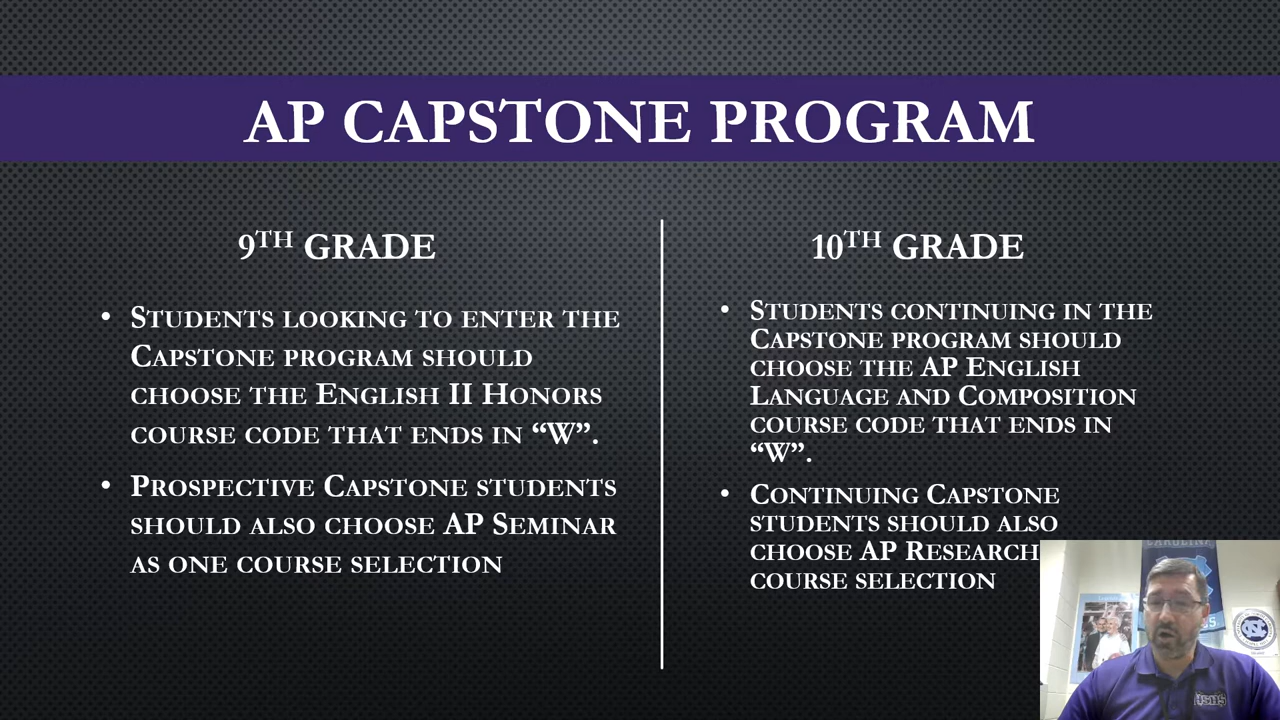 AP CAPSTONE PROGRAM
9TH GRADE
• STUDENTS LOOKING TO ENTER THE
CAPSTONE PROGRAM SHOULD
CHOOSE THE ENGLISH II HONORS
COURSE CODE THAT ENDS IN “W”.
• PROSPECTIVE CAPSTONE STUDENTS
SHOULD ALSO CHOOSE AP SEMINAR
AS ONE COURSE SELECTION
10TH GRADE
• STUDENTS CONTINUING IN THE
CAPSTONE PROGRAM SHOULD
CHOOSE THE AP ENGLISH
LANGUAGE AND COMPOSITION
COURSE CODE THAT ENDS IN
“W”.
• CONTINUING CAPSTONE
STUDENTS SHOULD ALSO
CHOOSE AP RESEARCH
COURSE SELECTION
CAROLINA